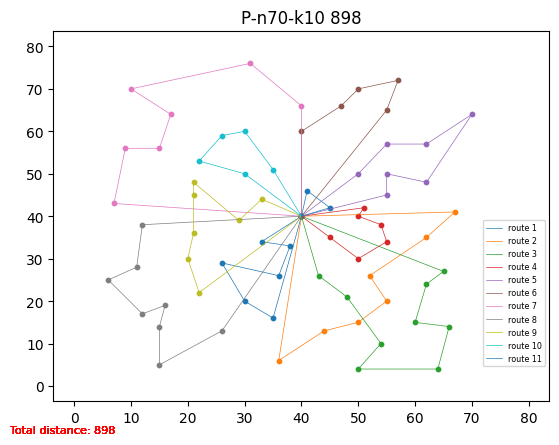 P-n70-k10 898
80
70
60
50
40
30
20
10
0
0 10 20 30 40 50 60 70 80
route 1
route 2
route 3
route 4
route 5
route 6
route 7
route 8
route 9
route 10
route 11
Total distance: 898